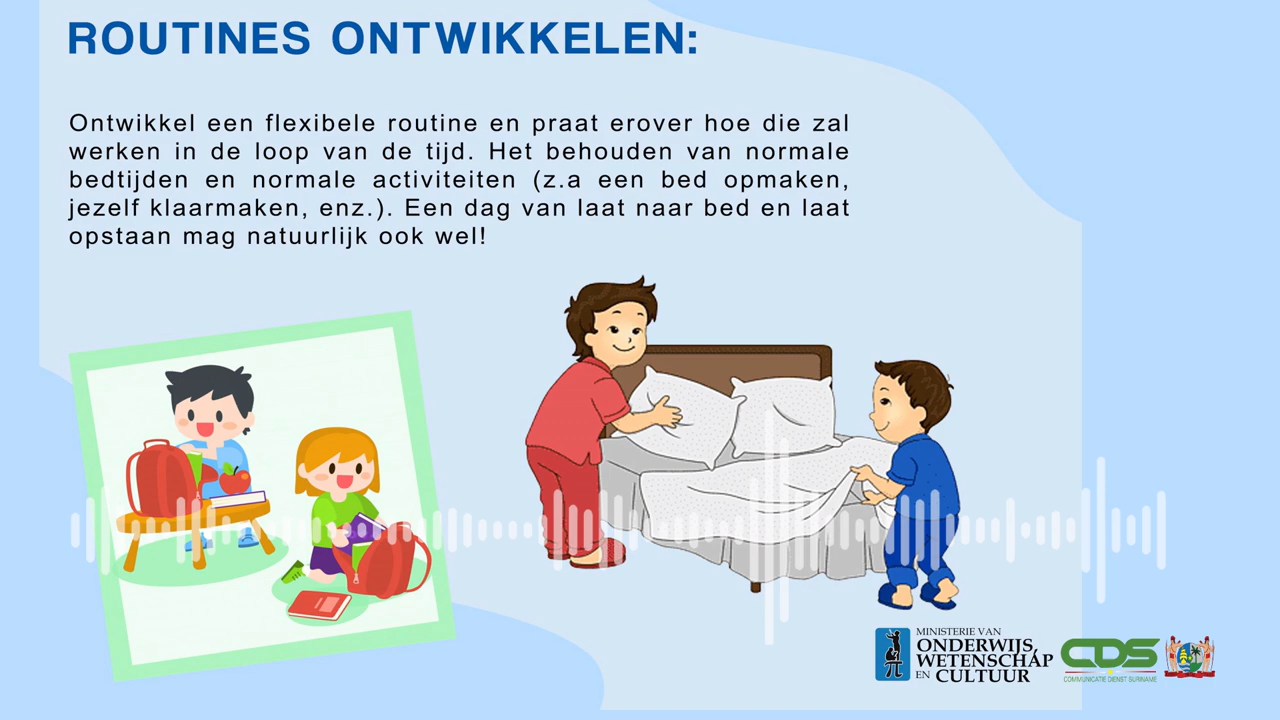 ROUTINES ONTWIKKELEN:
Ontwikkel een flexibele routine en praat erover hoe die zal
werken in de loop van de tijd. Het behouden van normale
bedtijden en normale activiteiten (z.a een bed opmaken,
jezelf klaarmaken, enz.). Een dag van laat naar bed en laat
opstaan mag natuurlijk ook wel!
MINISTERIE VAN
ONDERWIJS,
WETENSCHAP
EN CULTUUR
CDS
COMMUNICATIE DIENST SURINAME